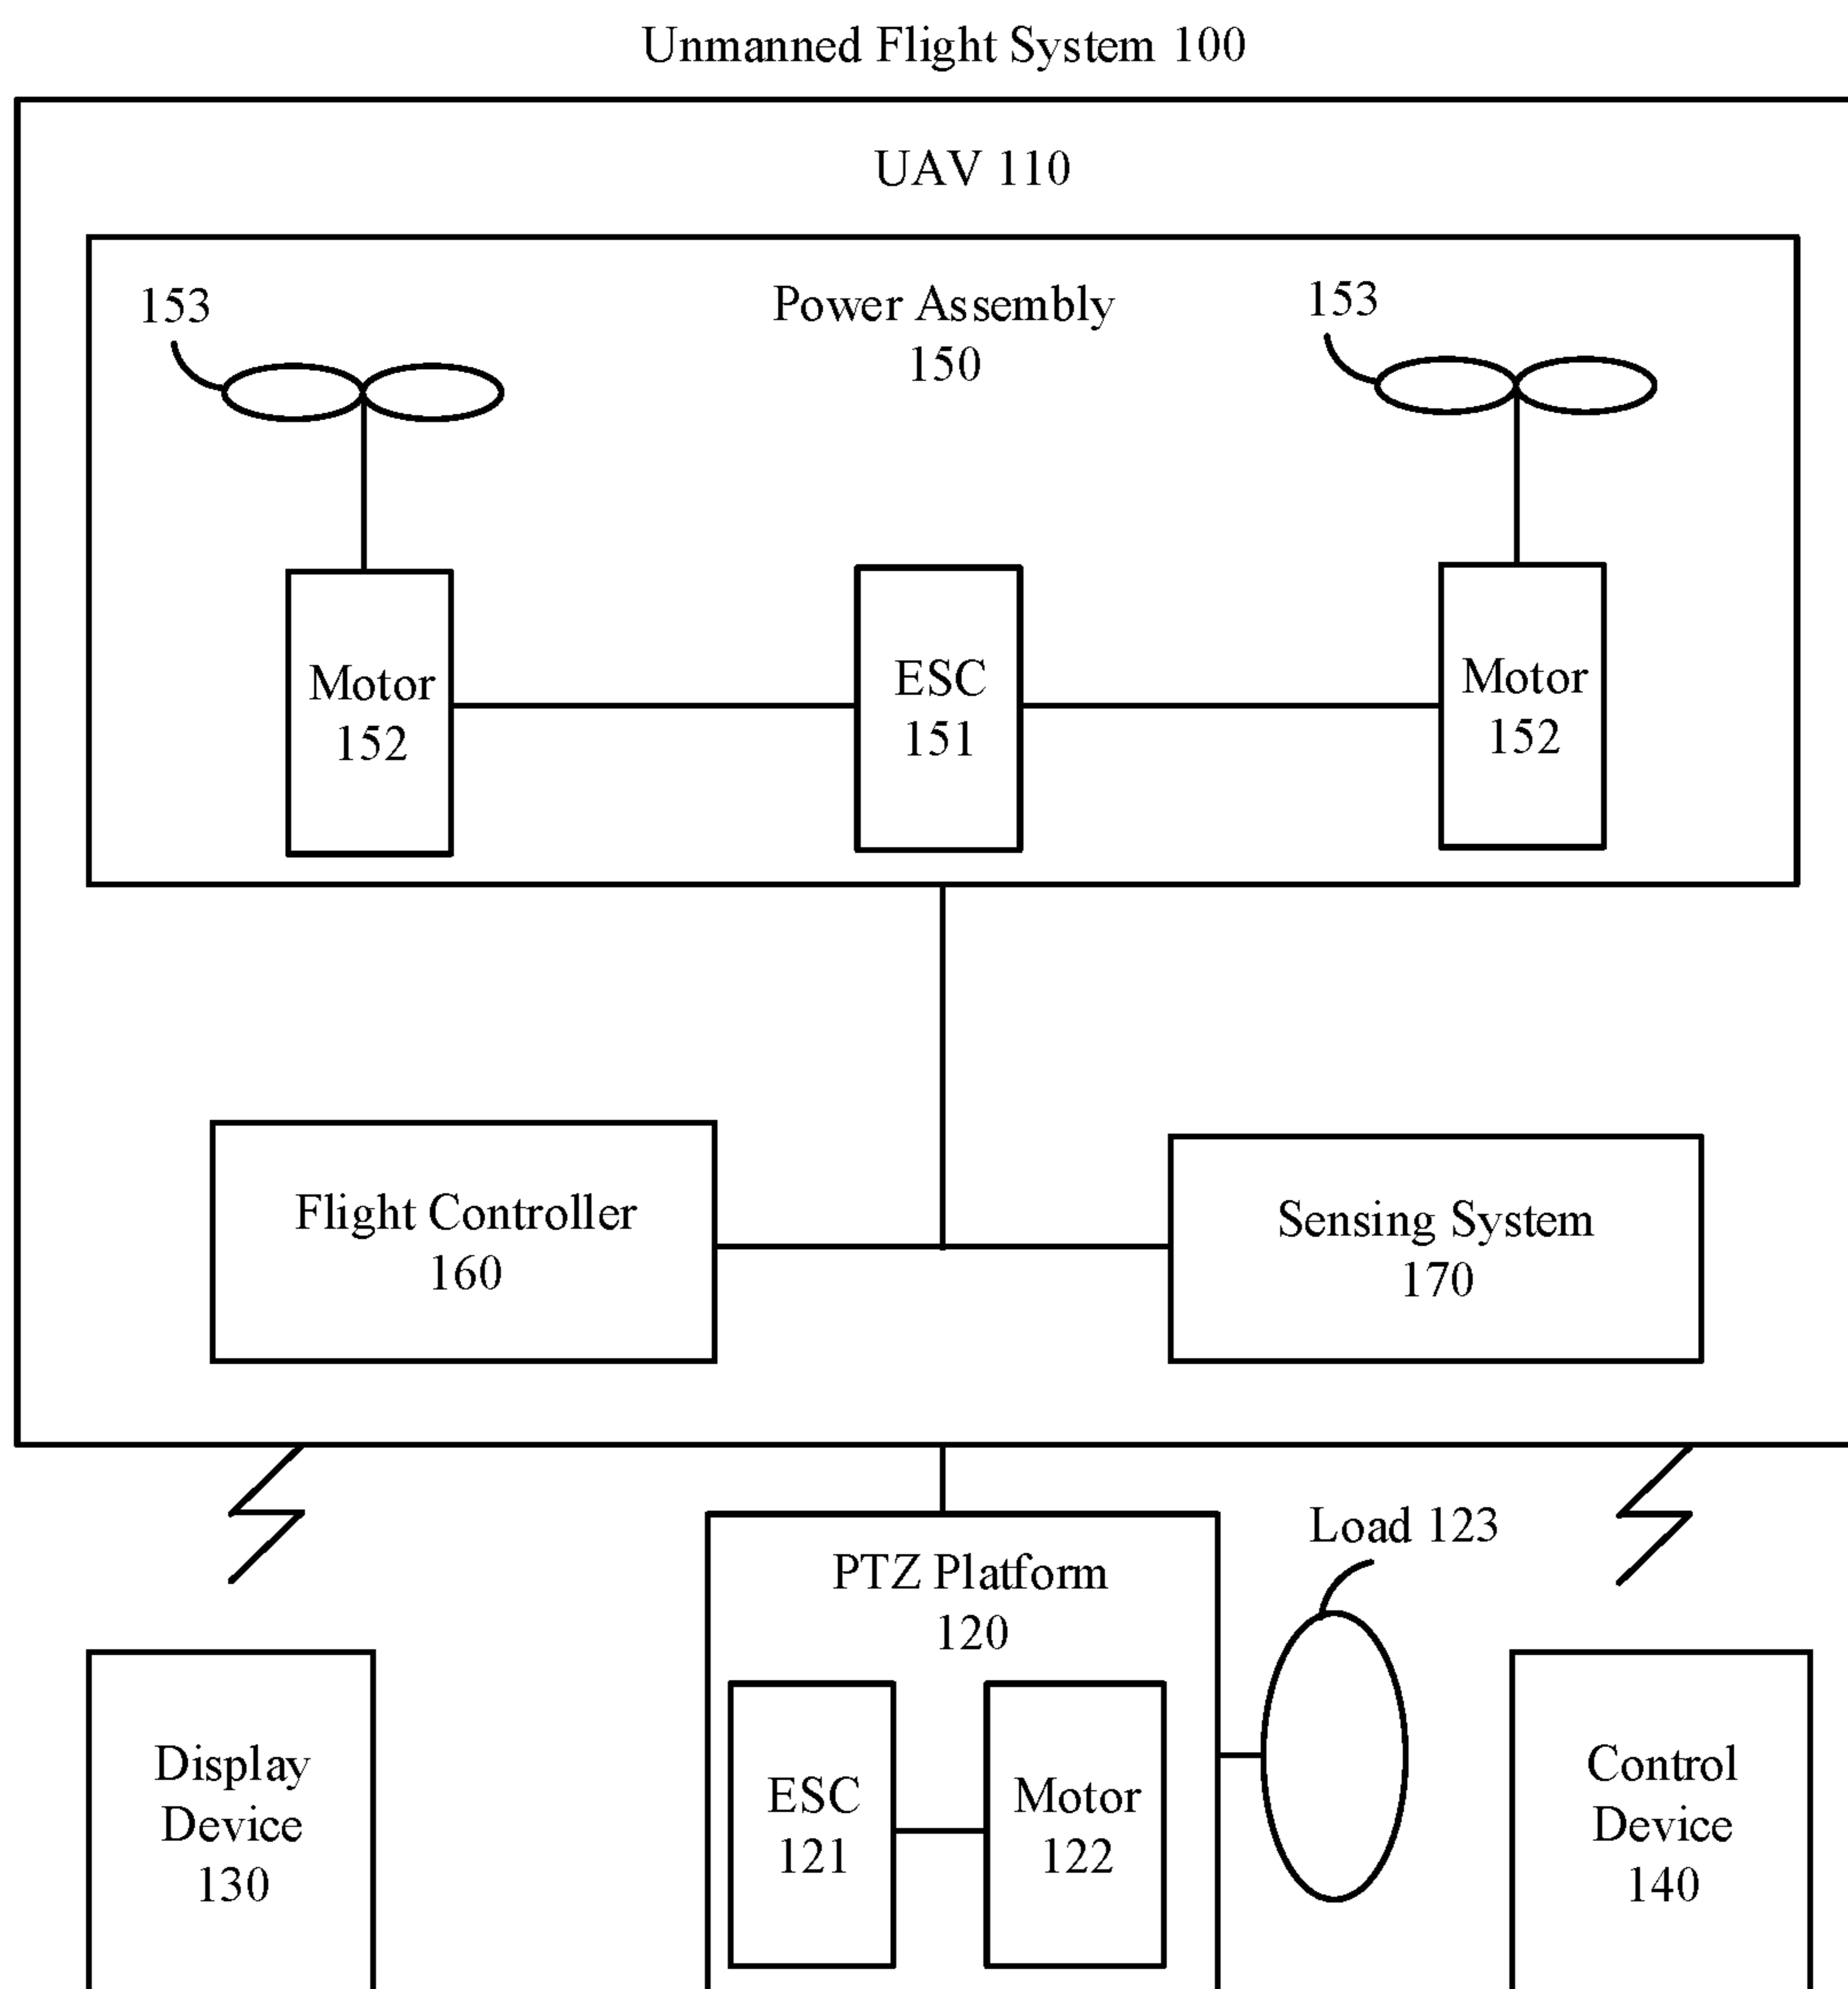 Unmanned Flight System 100
UAV 110
153
Power Assembly
150
153
Motor
152
ESC
151
Motor
152
Flight Controller
160
Sensing System
170
Load 123
PTZ Platform
120
Display
Device
130
ESC
121
Motor
122
Control
Device
140